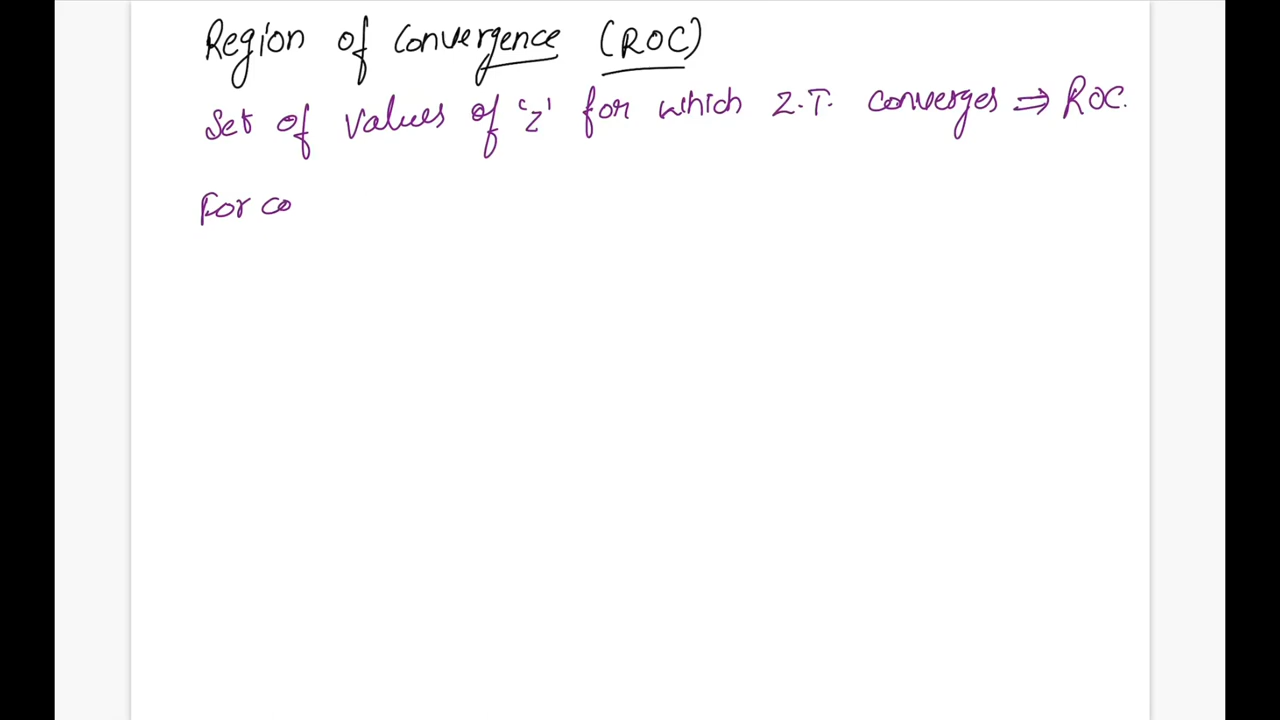 Region of Convergence (ROC)
Set of values of 'z' for which Z.T. converges ⇒ ROC.
For co